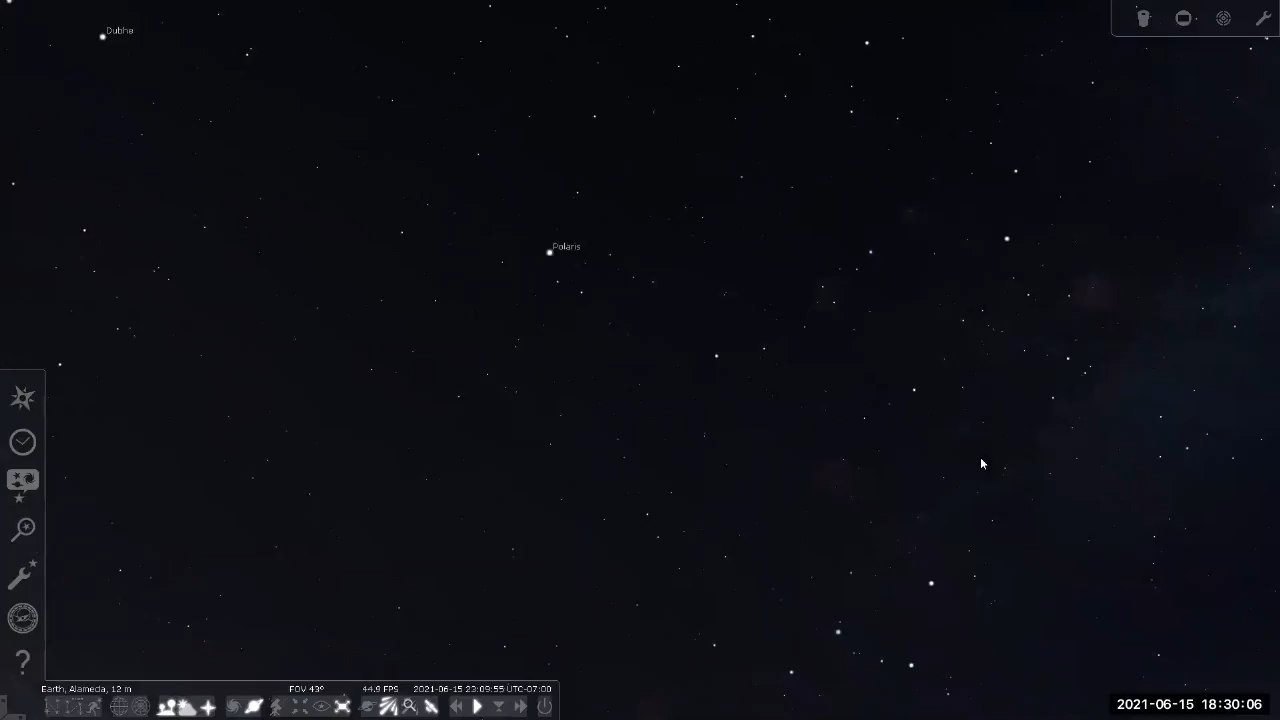 Dubhe
Polaris
Earth, Alameda, 12 m FOV 43° 44.9 FPS 2021-06-15 23:09:55 UTC-07:00
2021-06-15 18:30:06